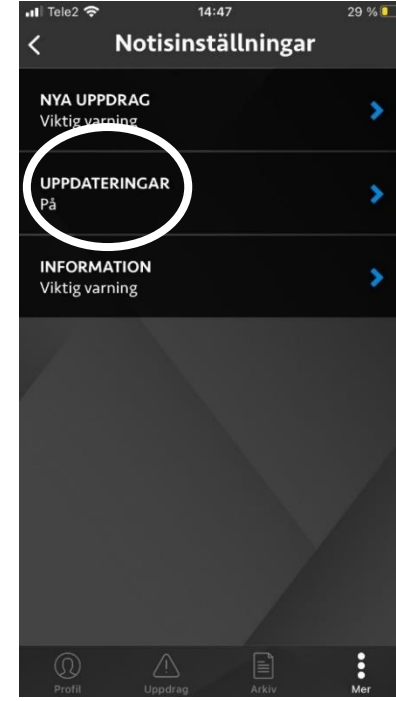 Tele2 14:47 29 %
Notisinställningar
NYA UPPDRAG
Viktig varning
UPPDATERINGAR
På
INFORMATION
Viktig varning
Profil Uppdrag Arkiv Mer